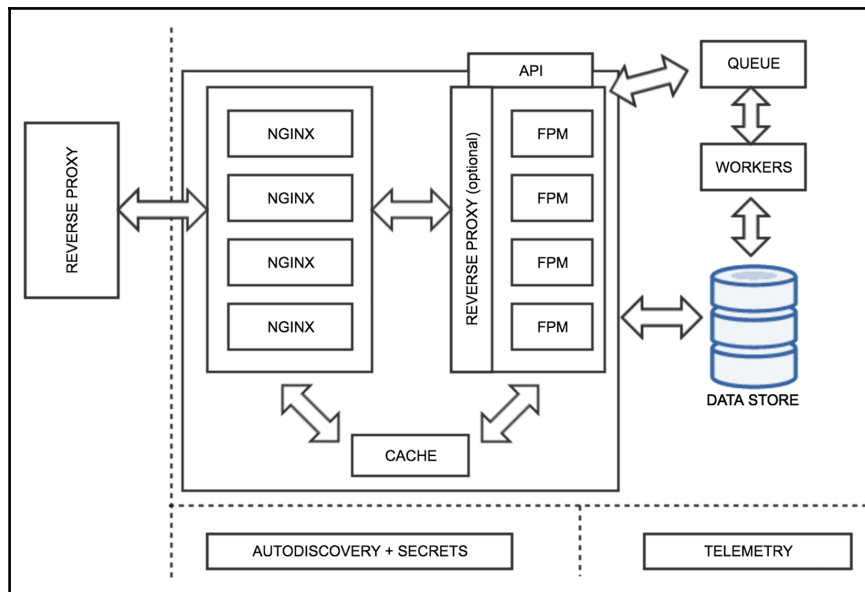 API
QUEUE
NGINX
FPM
REVERSE PROXY
WORKERS
NGINX
FPM
REVERSE PROXY (optional)
NGINX
FPM
NGINX
FPM
DATA STORE
CACHE
AUTODISCOVERY + SECRETS
TELEMETRY